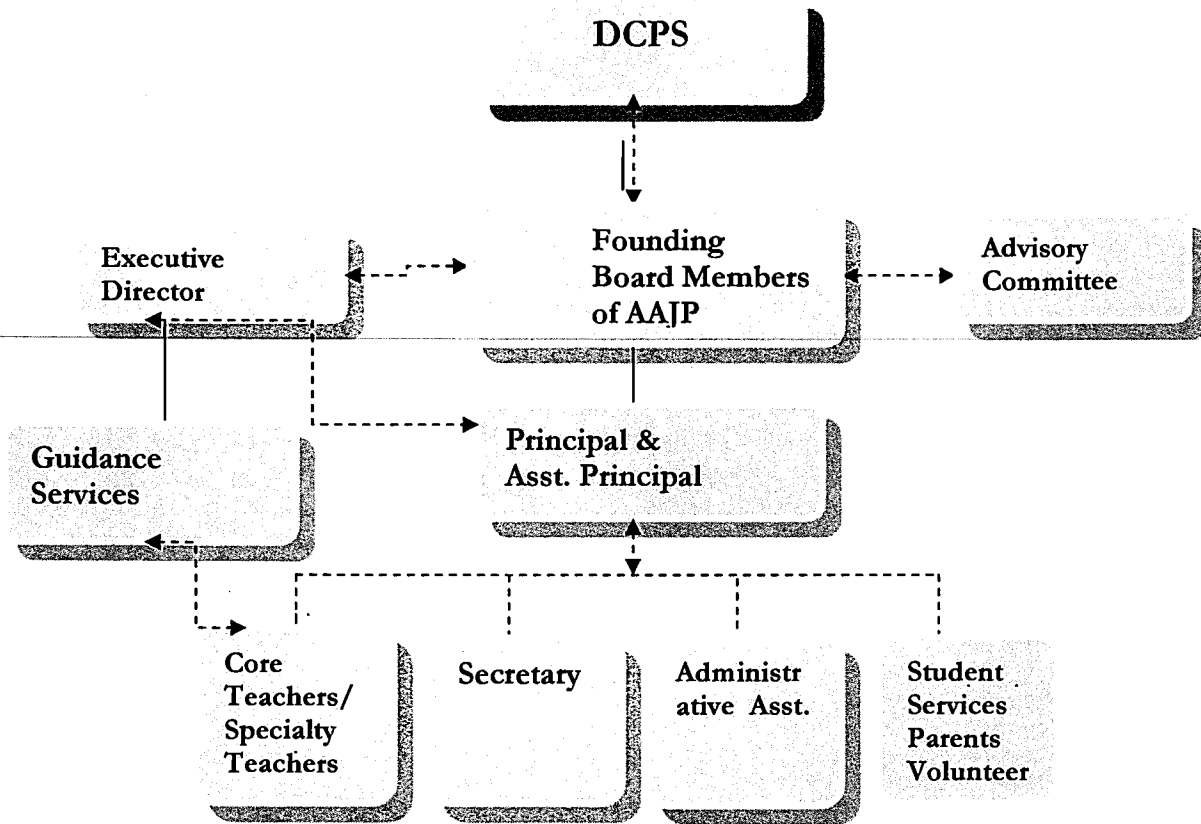 DCPS
Executive
Director
Founding
Board Members
of AAJP
Advisory
Committee
Guidance
Services
Principal &
Asst. Principal
Core
Teachers/
Specialty
Teachers
Secretary
Administr
ative Asst.
Student
Services
Parents
Volunteer